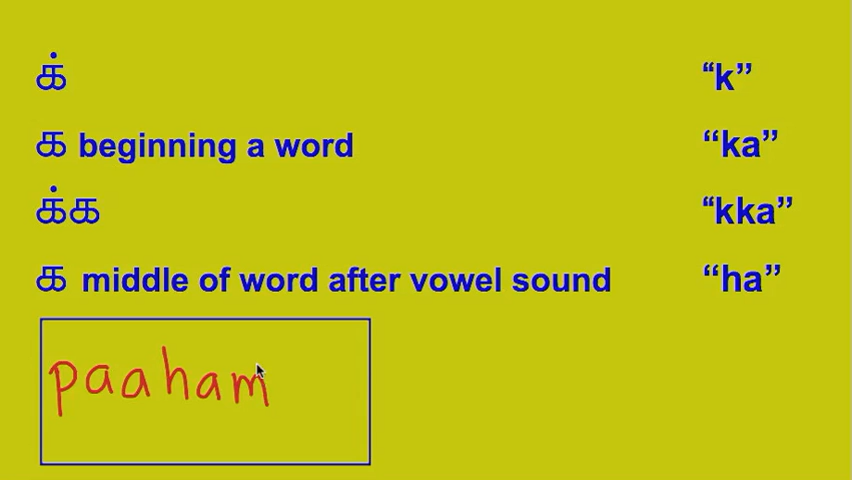 க் “k”
க beginning a word “ka”
க்க “kka”
க middle of word after vowel sound “ha”
paaham